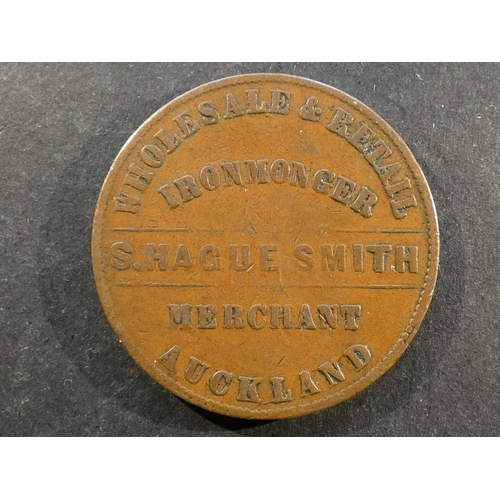 WHOLESALE & RETAIL
IRONMONGER
S.HAGUE SMITH
MERCHANT
AUCKLAND